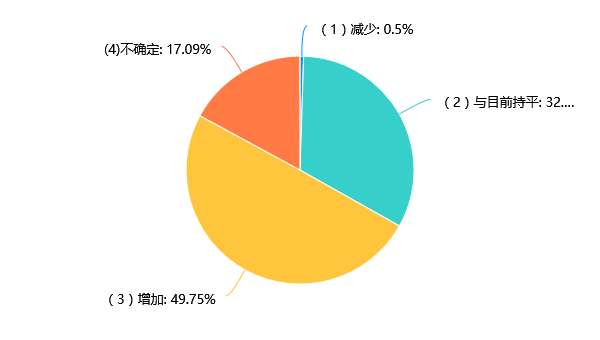 （1）减少: 0.5%
(4)不确定: 17.09%
（2）与目前持平: 32....
（3）增加: 49.75%